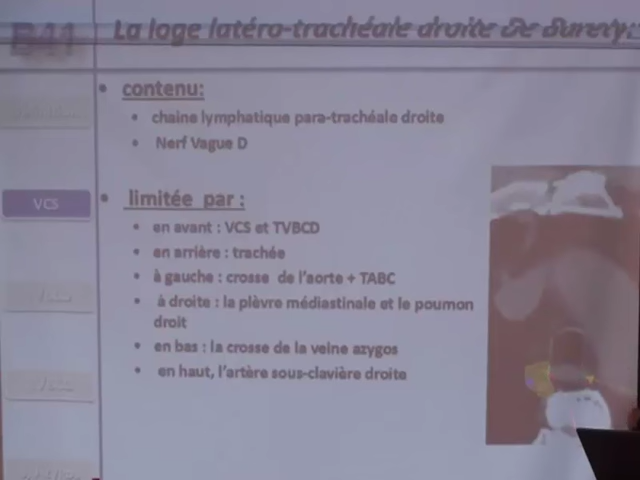 La loge latéro-trachéale droite De Barety:
• contenu:
• chaine lymphatique para-trachéale droite
• Nerf Vague D
VCS
• limitée par :
• en avant : VCS et TVBCD
• en arrière : trachée
• à gauche : crosse de l'aorte + TABC
• à droite : la plèvre médiastinale et le poumon
droit
• en bas : la crosse de la veine azygos
• en haut, l'artère sous-clavière droite